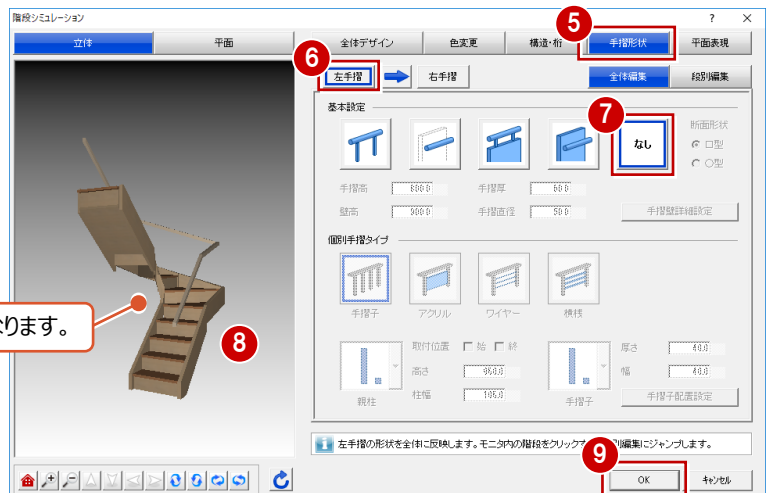 階段シミュレーション
? ×
立体 平面 全体デザイン 色変更 構造・桁 手摺形状 平面表現
5
6
左手摺 右手摺 全体編集 段別編集
基本設定
7
なし
断面形状
口型
〇型
手摺高 800.0 手摺厚 60.0
壁高 900.0 手摺直径 50.0 手摺壁詳細設定
個別手摺タイプ
手摺子 アクリル ワイヤー 横桟
なります。
8
取付位置 始 終
高さ 950.0
柱幅 105.0
親柱
厚さ 40.0
幅 40.0
手摺子 手摺子配置設定
左手摺の形状を全体に反映します。モニタ内の階段をクリックす 別編集にジャンプします。
9
OK キャンセル